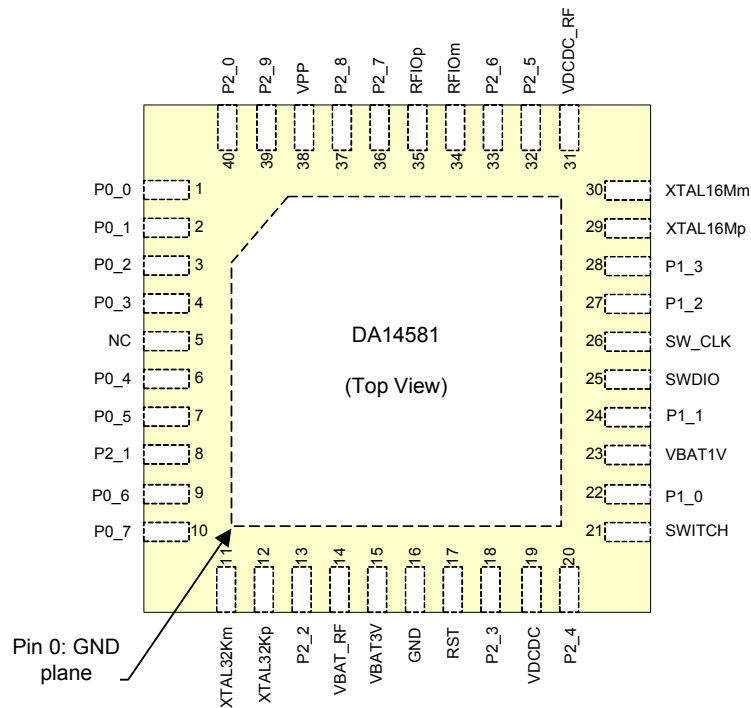 P2_0
P2_9
VPP
P2_8
P2_7
RFIOp
RFIOm
P2_6
P2_5
VDCDC_RF
40
39
38
37
36
35
34
33
32
31
P0_0 1
P0_1 2
P0_2 3
P0_3 4
NC 5
P0_4 6
P0_5 7
P2_1 8
P0_6 9
P0_7 10
DA14581
(Top View)
30 XTAL16Mm
29 XTAL16Mp
28 P1_3
27 P1_2
26 SW_CLK
25 SWDIO
24 P1_1
23 VBAT1V
22 P1_0
21 SWITCH
11
12
13
14
15
16
17
18
19
20
XTAL32Km
XTAL32Kp
P2_2
VBAT_RF
VBAT3V
GND
RST
P2_3
VDCDC
P2_4
Pin 0: GND
plane